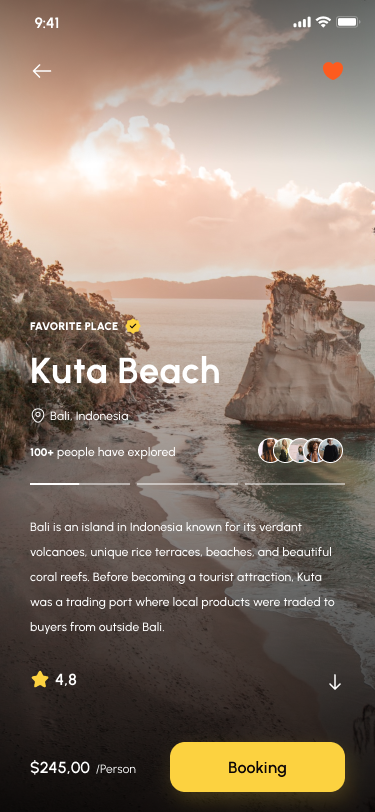 9:41
FAVORITE PLACE
Kuta Beach
Bali, Indonesia
100+ people have explored
Bali is an island in Indonesia known for its verdant
volcanoes, unique rice terraces, beaches, and beautiful
coral reefs. Before becoming a tourist attraction, Kuta
was a trading port where local products were traded to
buyers from outside Bali.
4,8
$245,00 /Person
Booking